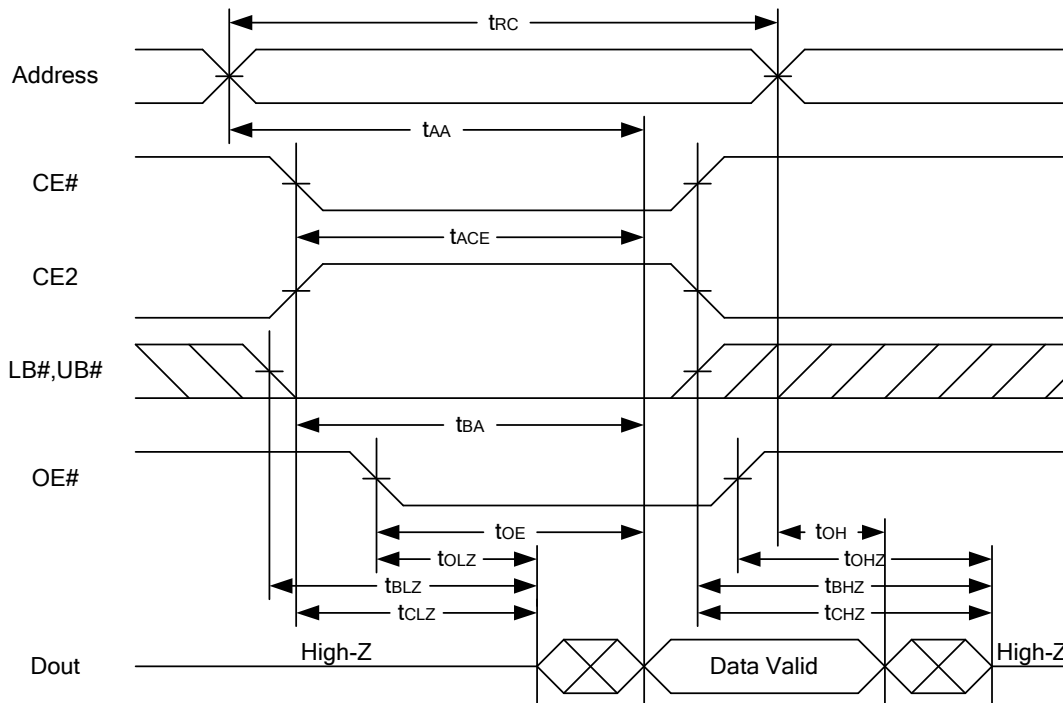 tRC
Address
tAA
CE#
tACE
CE2
LB#,UB#
tBA
OE#
tOE
tOH
tOLZ
tOHZ
tBLZ
tBHZ
tCLZ
tCHZ
High-Z
High-Z
Dout
Data Valid